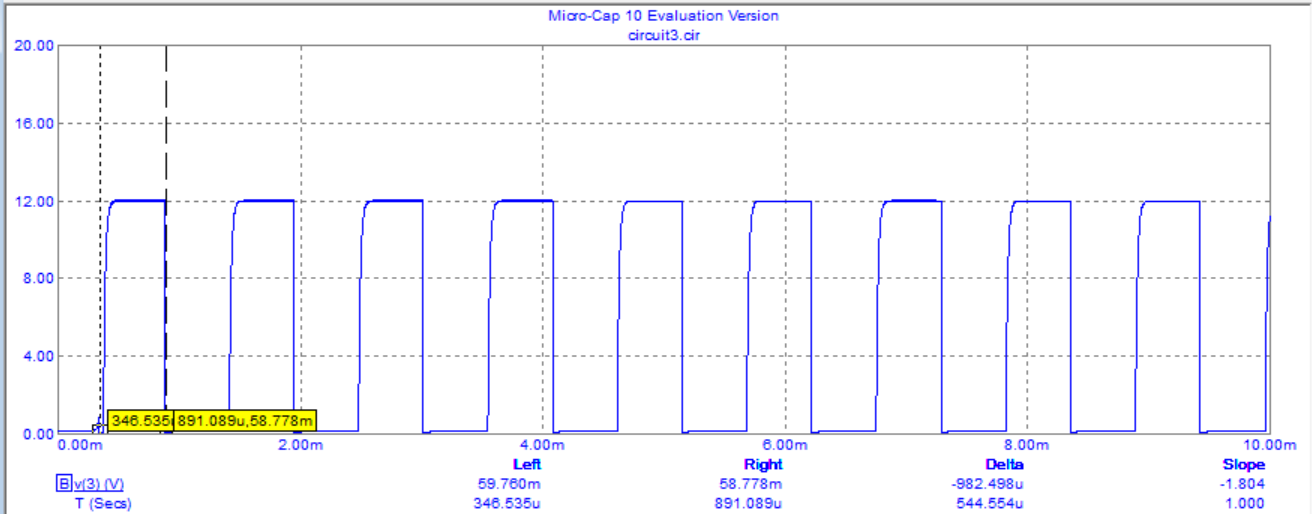 Micro-Cap 10 Evaluation Version
circuit3.cir
20.00
16.00
12.00
8.00
4.00
0.00
346.535u 891.089u,58.778m
0.00m 2.00m 4.00m 6.00m 8.00m 10.00m
Left Right Delta Slope
B v(3) (V) 59.760m 58.778m -982.498u -1.804
T (Secs) 346.535u 891.089u 544.554u 1.000